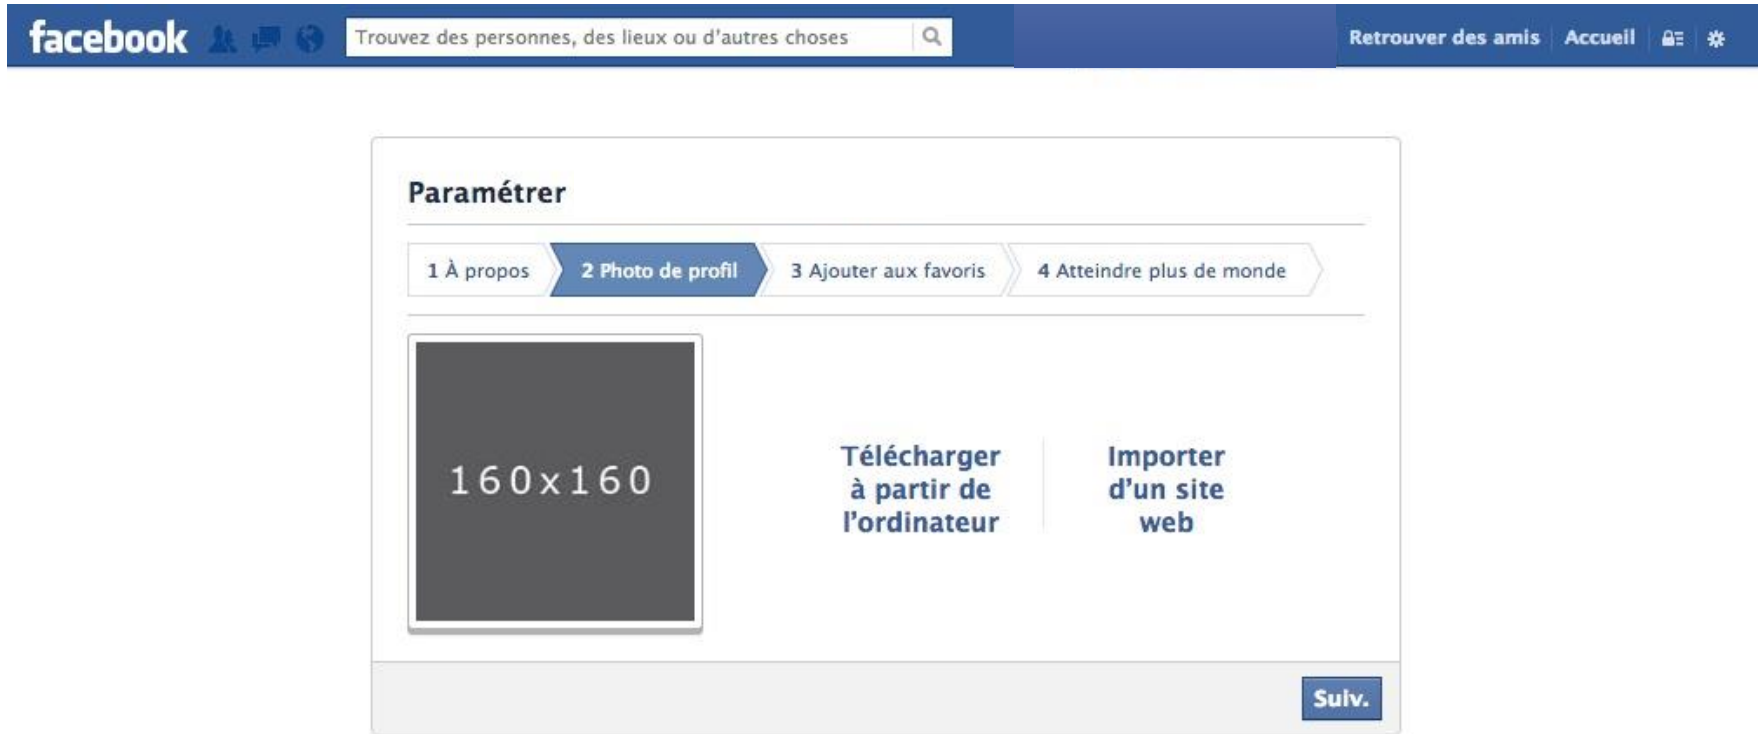 facebook
Trouvez des personnes, des lieux ou d'autres choses
Retrouver des amis
Accueil
Paramétrer
1 À propos
2 Photo de profil
3 Ajouter aux favoris
4 Atteindre plus de monde
160x160
Télécharger
à partir de
l'ordinateur
Importer
d'un site
web
Suiv.